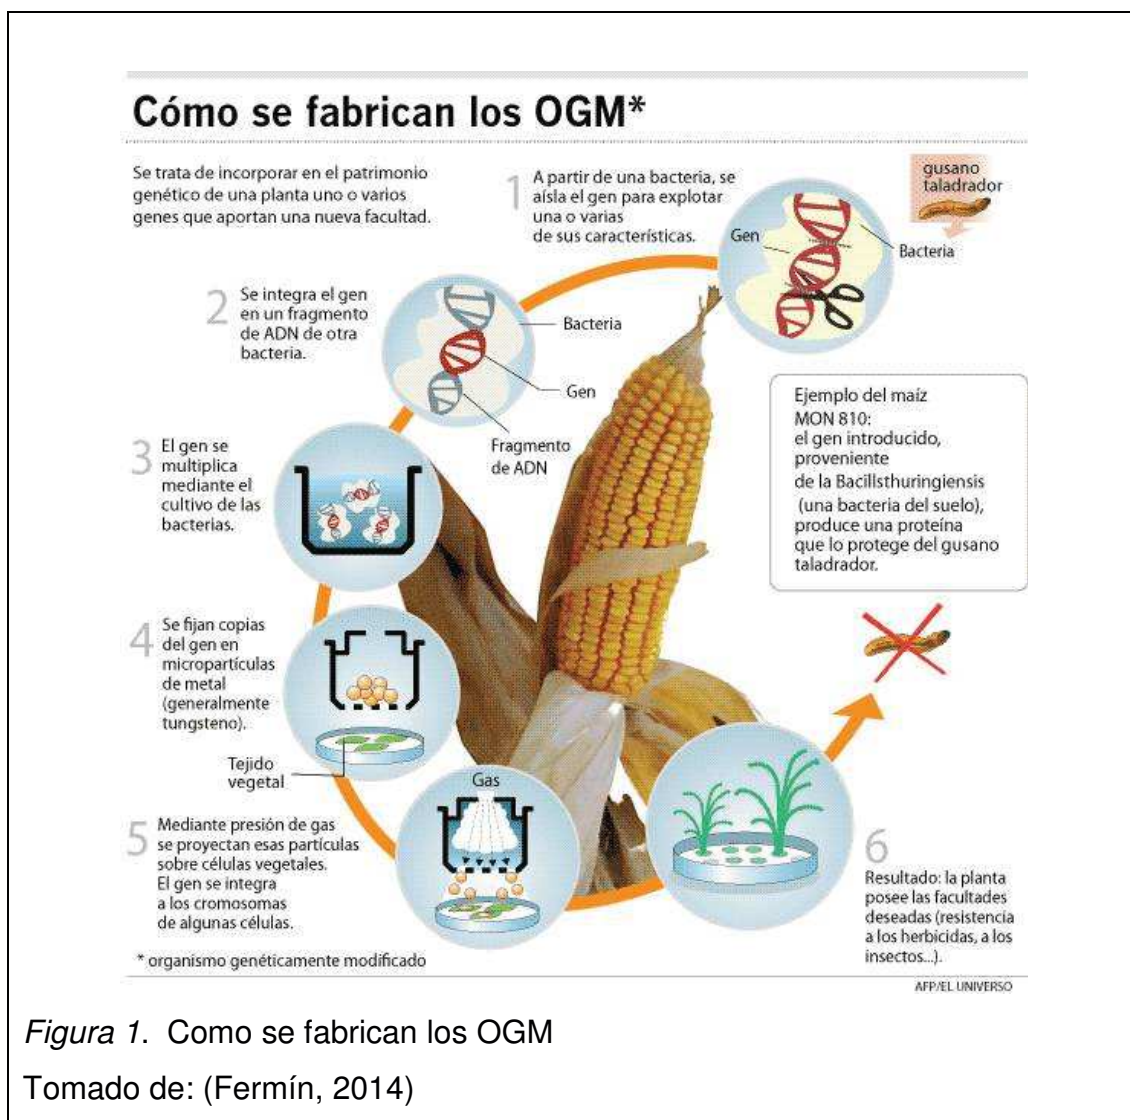 Cómo se fabrican los OGM*
Se trata de incorporar en el patrimonio
genético de una planta uno o varios
genes que aportan una nueva facultad.
1
A partir de una bacteria, se
aísla el gen para explotar
una o varias
de sus características.
gusano
taladrador
Gen
Bacteria
2
Se integra el gen
en un fragmento
de ADN de otra
bacteria.
Bacteria
Gen
Fragmento
de ADN
Ejemplo del maíz
MON 810:
el gen introducido,
proveniente
de la Bacillsthuringiensis
(una bacteria del suelo),
produce una proteína
que lo protege del gusano
taladrador.
3
El gen se
multiplica
mediante el
cultivo de las
bacterias.
4
Se fijan copias
del gen en
micropartículas
de metal
(generalmente
tungsteno).
Tejido
vegetal
Gas
5
Mediante presión de gas
se proyectan esas partículas
sobre células vegetales.
El gen se integra
a los cromosomas
de algunas células.
6
Resultado: la planta
posee las facultades
deseadas (resistencia
a los herbicidas, a los
insectos...).
* organismo genéticamente modificado
AFP/EL UNIVERSO
Figura 1. Como se fabrican los OGM
Tomado de: (Fermín, 2014)